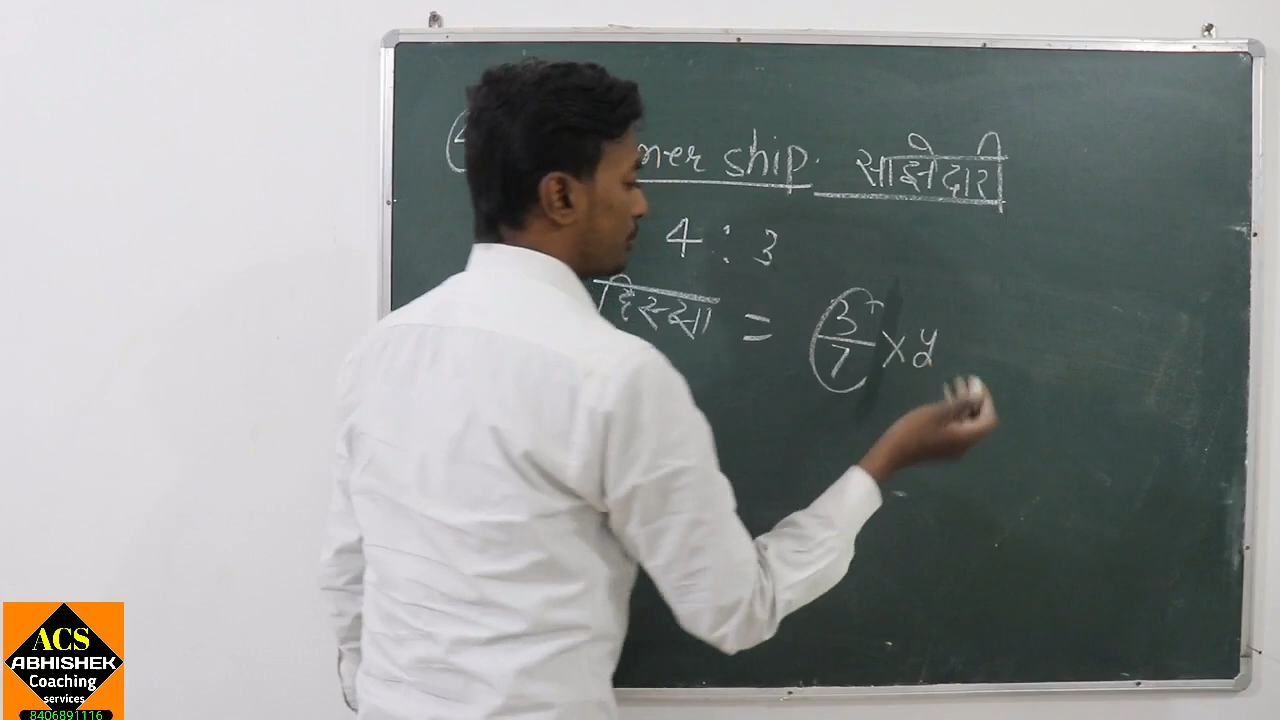 ner ship. साझेदारी
4 : 3
हिस्सा = 3/7 × y
ACS
ABHISHEK
Coaching
services
8406891116